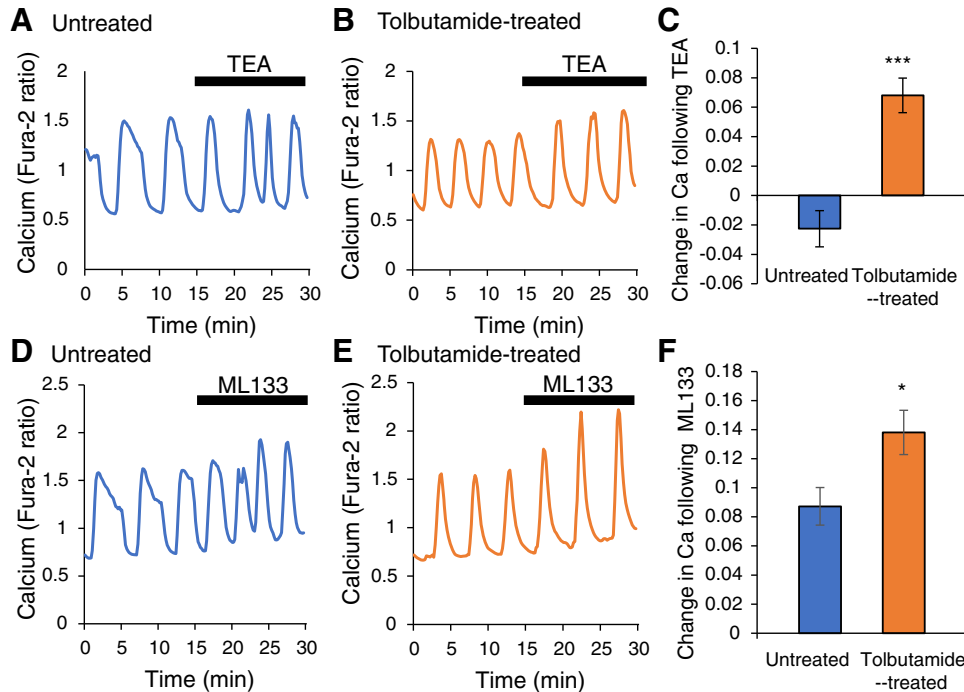 A Untreated
TEA
Calcium (Fura-2 ratio)
2
1.5
1
0.5
0
0 5 10 15 20 25 30
Time (min)
B Tolbutamide-treated
TEA
Calcium (Fura-2 ratio)
2
1.5
1
0.5
0
0 5 10 15 20 25 30
Time (min)
C
Change in Ca following TEA
0.1
0.08
0.06
0.04
0.02
0
-0.02
-0.04
-0.06
***
Untreated
Tolbutamide
--treated
D Untreated
ML133
Calcium (Fura-2 ratio)
2.5
2
1.5
1
0.5
0
0 5 10 15 20 25 30
Time (min)
E Tolbutamide-treated
ML133
Calcium (Fura-2 ratio)
2.5
2
1.5
1
0.5
0
0 5 10 15 20 25 30
Time (min)
F
Change in Ca following ML133
0.18
0.16
0.14
0.12
0.1
0.08
0.06
0.04
0.02
0
*
Untreated
Tolbutamide
--treated